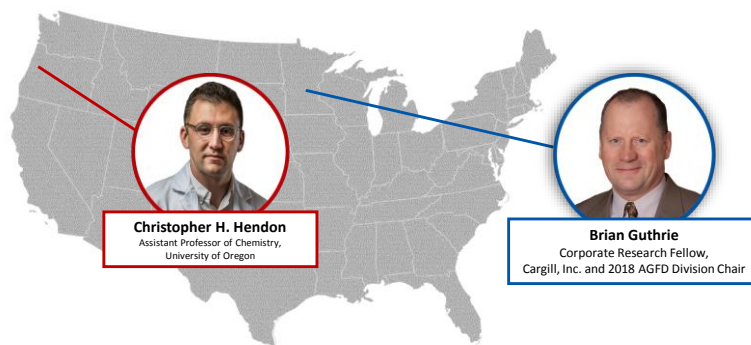 Christopher H. Hendon
Assistant Professor of Chemistry,
University of Oregon
Brian Guthrie
Corporate Research Fellow,
Cargill, Inc. and 2018 AGFD Division Chair